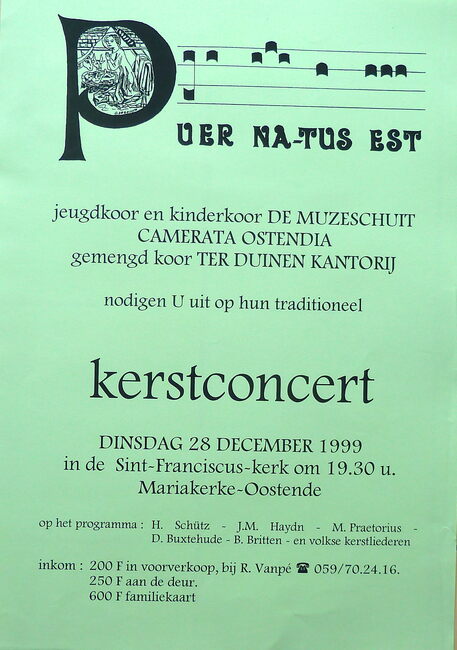 PUER NA-TUS EST
jeugdkoor en kinderkoor DE MUZESCHUIT
CAMERATA OSTENDIA
gemengd koor TER DUINEN KANTORIJ
nodigen U uit op hun traditioneel
kerstconcert
DINSDAG 28 DECEMBER 1999
in de Sint-Franciscus-kerk om 19.30 u.
Mariakerke-Oostende
op het programma : H. Schütz - J.M. Haydn - M. Praetorius -
D. Buxtehude - B. Britten - en volkse kerstliederen
inkom : 200 F in voorverkoop, bij R. Vanpé ☎ 059/70.24.16.
250 F aan de deur.
600 F familiekaart